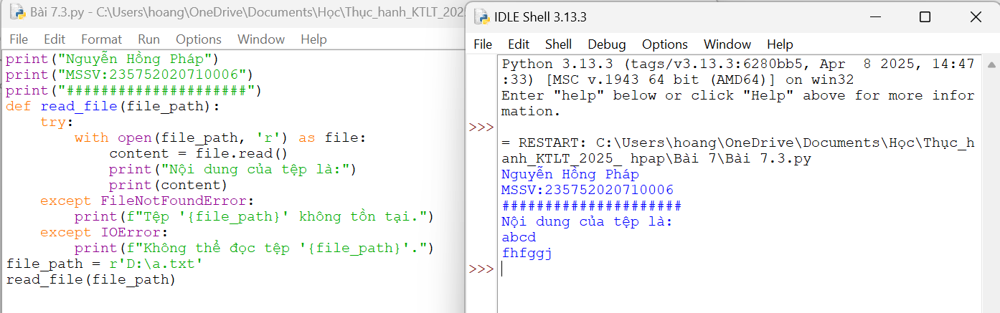 Bài 7.3.py - C:\Users\hoang\OneDrive\Documents\Học\Thục_hanh_KTLT_2025_
File Edit Format Run Options Window Help
print("Nguyễn Hồng Pháp")
print("MSSV:235752020710006")
print("#####################")
def read_file(file_path):
    try:
        with open(file_path, 'r') as file:
            content = file.read()
            print("Nội dung của tệp là:")
            print(content)
    except FileNotFoundError:
        print(f"Tệp '{file_path}' không tồn tại.")
    except IOError:
        print(f"Không thể đọc tệp '{file_path}'.")
file_path = r'D:\a.txt'
read_file(file_path)
IDLE Shell 3.13.3
File Edit Shell Debug Options Window Help
Python 3.13.3 (tags/v3.13.3:6280bb5, Apr  8 2025, 14:47
:33) [MSC v.1943 64 bit (AMD64)] on win32
Enter "help" below or click "Help" above for more infor
mation.
>>>
= RESTART: C:\Users\hoang\OneDrive\Documents\Học\Thục_h
anh_KTLT_2025_ hpap\Bài 7\Bài 7.3.py
Nguyễn Hồng Pháp
MSSV:235752020710006
#####################
Nội dung của tệp là:
abcd
fhfggj
>>>